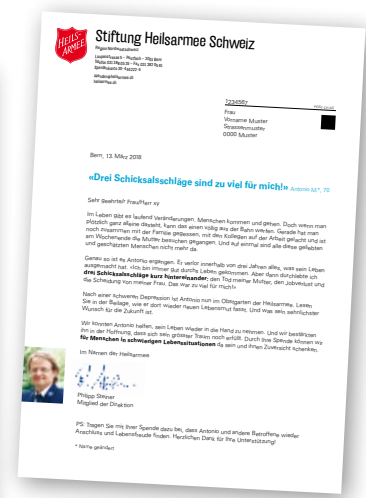 HEILS-
ARMEE
Stiftung Heilsarmee Schweiz
1234567
Frau
Vorname Muster
Strassenmuster
0000 Muster
Bern, 13. März 2018
«Drei Schicksalsschläge sind zu viel für mich!» Antonio M.*, 70
Sehr geehrte/r Frau/Herr xy
Im Leben gibt es laufend Veränderungen. Menschen kommen und gehen. Doch wenn man
plötzlich ganz alleine dasteht, kann das einen völlig aus der Bahn werfen. Gerade hat man
noch zusammen mit der Familie gegessen, mit den Kollegen auf der Arbeit gelacht und ist
am Wochenende die Mutter besuchen gegangen. Und auf einmal sind alle diese geliebten
und geschätzten Menschen nicht mehr da.
Genau so ist es Antonio ergangen. Er verlor innerhalb von drei Jahren alles, was sein Leben
ausgemacht hat. «Ich bin immer gut durchs Leben gekommen. Aber dann durchlebte ich
drei Schicksalsschläge kurz hintereinander: den Tod meiner Mutter, den Jobverlust und
die Scheidung von meiner Frau. Das war zu viel für mich!»
Nach einer schweren Depression ist Antonio nun im Obstgarten der Heilsarmee. Lesen
Sie in der Beilage, wie er dort wieder neuen Lebensmut fasst. Und was sein sehnlichster
Wunsch für die Zukunft ist.
Wir konnten Antonio helfen, sein Leben wieder in die Hand zu nehmen. Und wir bestärkten
ihn in der Hoffnung, dass sich sein grösster Traum noch erfüllt. Durch Ihre Spende können wir
für Menschen in schwierigen Lebenssituationen da sein und ihnen Zuversicht schenken.
Im Namen der Heilsarmee
Philipp Steiner
Mitglied der Direktion
PS: Tragen Sie mit Ihrer Spende dazu bei, dass Antonio und andere Betroffene wieder
Anschluss und Lebensfreude finden. Herzlichen Dank für Ihre Unterstützung!
* Name geändert